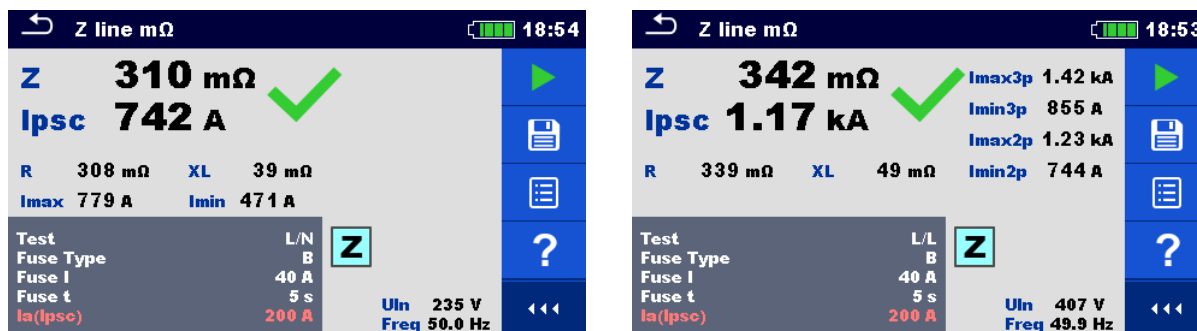 Z line mΩ 18:54
Z 310 mΩ
Ipsc 742 A
R 308 mΩ XL 39 mΩ
Imax 779 A Imin 471 A
Test L/N
Fuse Type B
Fuse I 40 A
Fuse t 5 s
Ia(Ipsc) 200 A
Z
Uln 235 V
Freq 50.0 Hz
?
Z line mΩ 18:53
Z 342 mΩ
Ipsc 1.17 kA
Imax3p 1.42 kA
Imin3p 855 A
Imax2p 1.23 kA
R 339 mΩ XL 49 mΩ Imin2p 744 A
Test L/L
Fuse Type B
Fuse I 40 A
Fuse t 5 s
Ia(Ipsc) 200 A
Z
Uln 407 V
Freq 49.9 Hz
?